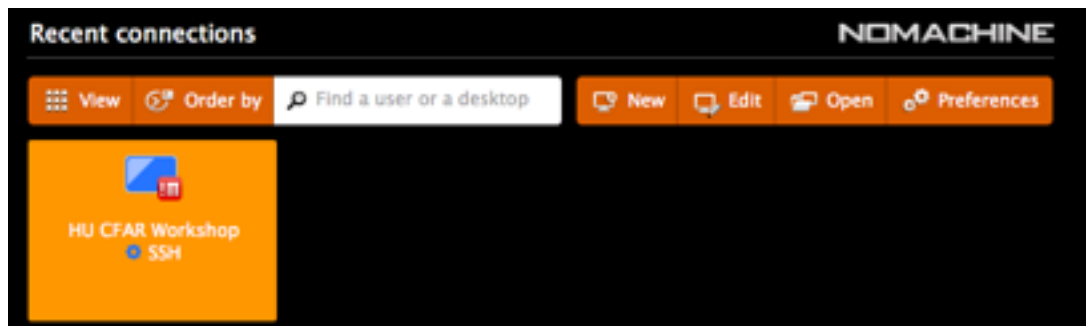 Recent connections
NOMACHINE
View Order by Find a user or a desktop New Edit Open Preferences
HU CFAR Workshop
SSH